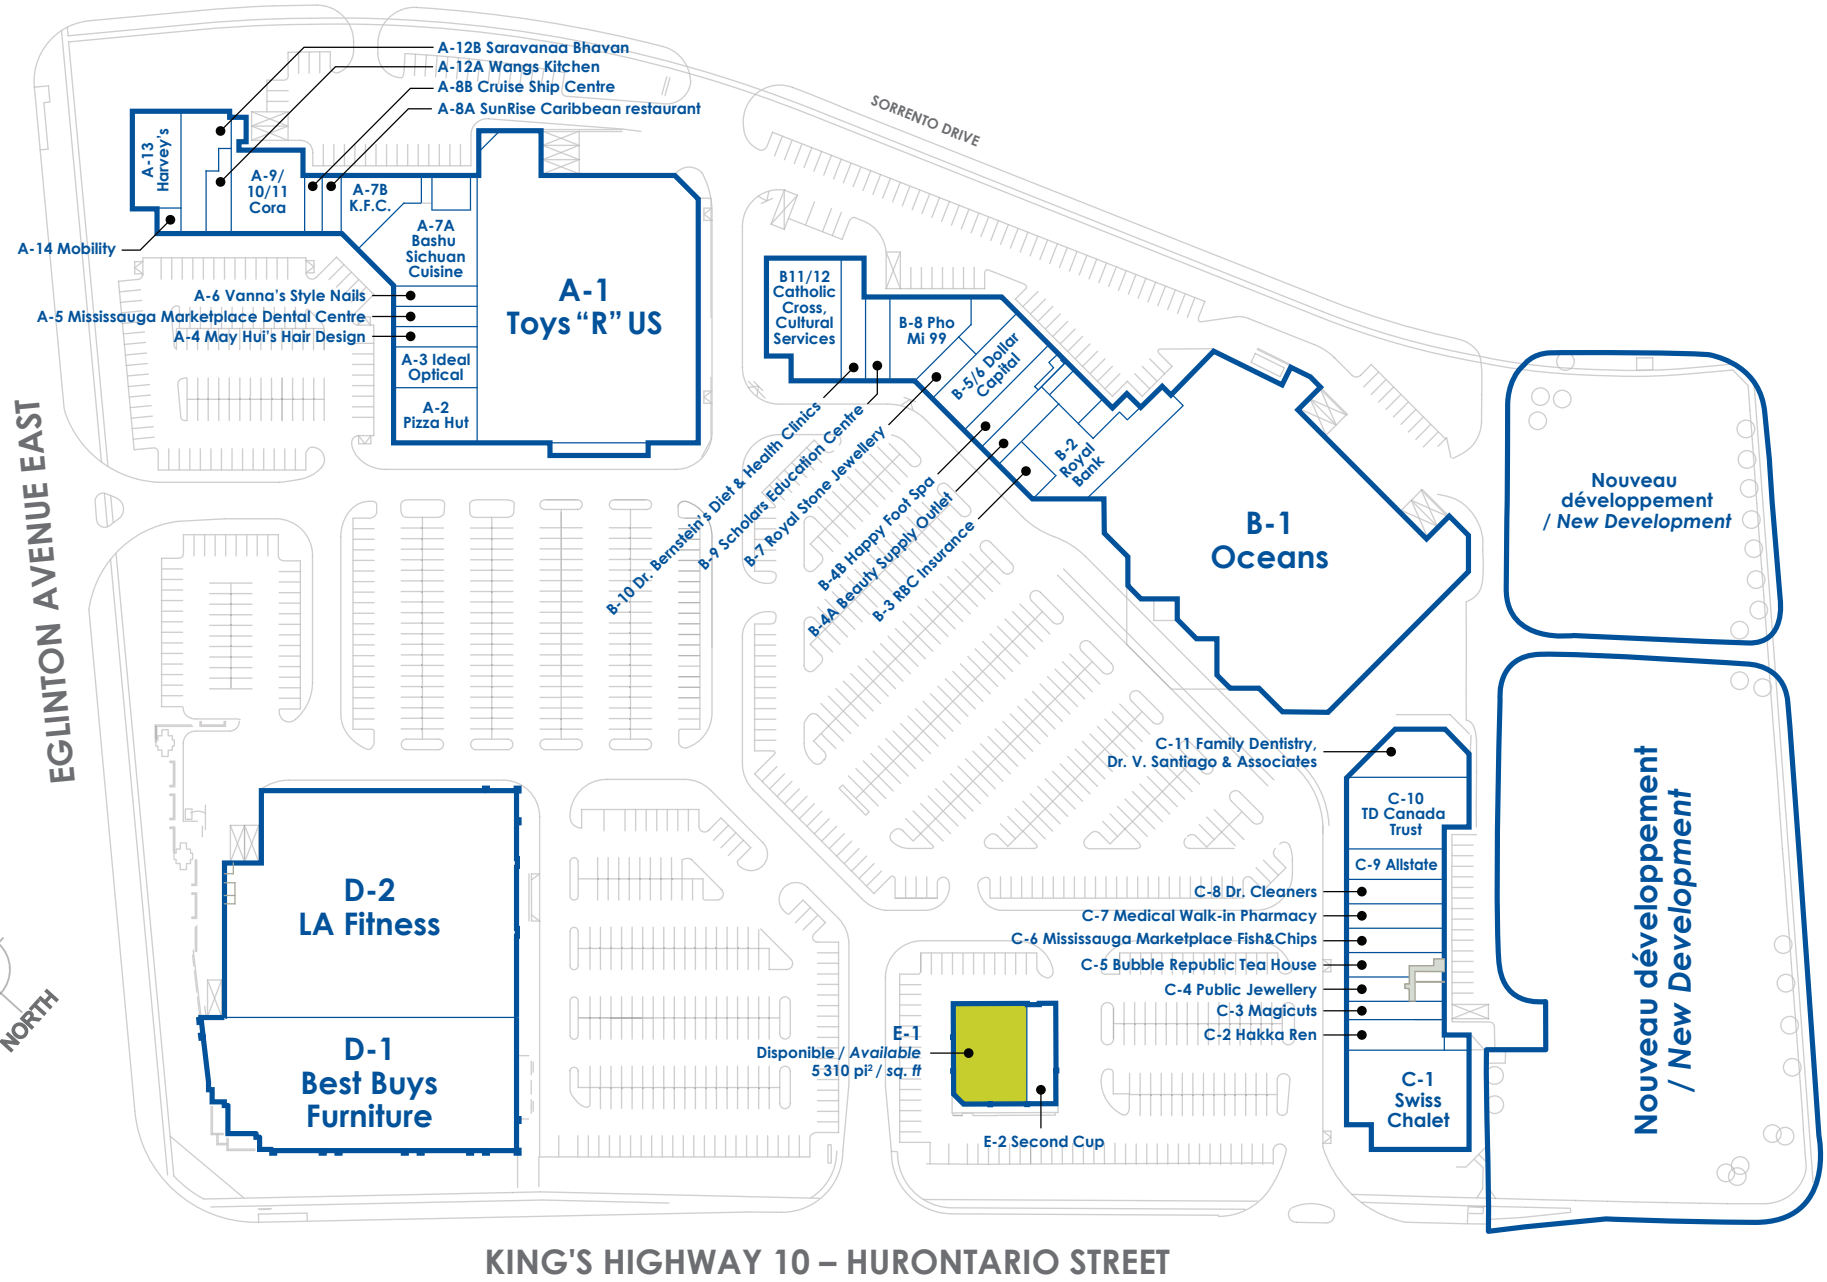 A-12B Saravanaa Bhavan
A-12A Wangs Kitchen
A-8B Cruise Ship Centre
A-8A SunRise Caribbean restaurant
SORRENTO DRIVE
A-13
Harvey's
A-9/
10/11
Cora
A-7B
K.F.C.
A-14 Mobility
A-7A
Bashu
Sichuan
Cuisine
A-6 Vanna's Style Nails
A-5 Mississauga Marketplace Dental Centre
A-4 May Hui's Hair Design
A-3 Ideal
Optical
A-2
Pizza Hut
A-1
Toys "R" US
B11/12
Catholic
Cross,
Cultural
Services
B-8 Pho
Mi 99
B-5/6 Dollar
Capital
B-2
Royal
Bank
B-10 Dr. Bernstein's Diet & Health Clinics
B-9 Scholars Education Centre
B-7 Royal Stone Jewellery
B-4B Happy Foot Spa
B-4A Beauty Supply Outlet
B-3 RBC Insurance
B-1
Oceans
Nouveau
développement
/ New Development
EGLINTON AVENUE EAST
C-11 Family Dentistry,
Dr. V. Santiago & Associates
C-10
TD Canada
Trust
C-9 Allstate
C-8 Dr. Cleaners
C-7 Medical Walk-in Pharmacy
C-6 Mississauga Marketplace Fish&Chips
C-5 Bubble Republic Tea House
C-4 Public Jewellery
C-3 Magicuts
C-2 Hakka Ren
C-1
Swiss
Chalet
Nouveau développement
/ New Development
D-2
LA Fitness
D-1
Best Buys
Furniture
E-1
Disponible / Available
5 310 pi² / sq. ft
E-2 Second Cup
NORTH
KING'S HIGHWAY 10 – HURONTARIO STREET